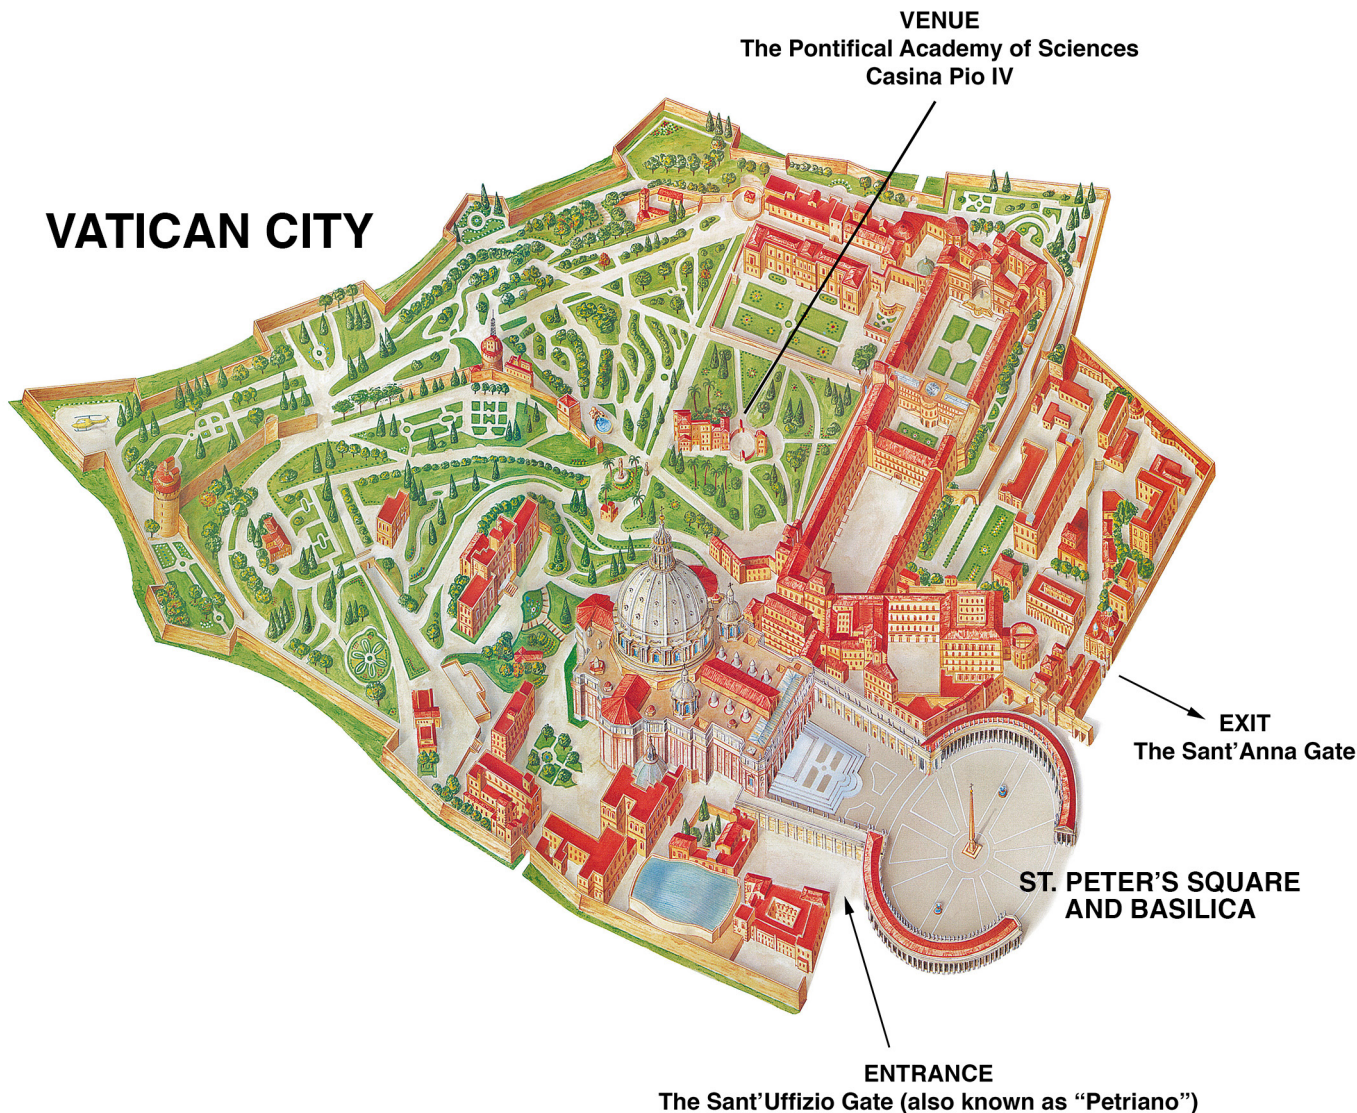 VENUE
The Pontifical Academy of Sciences
Casina Pio IV
VATICAN CITY
EXIT
The Sant’Anna Gate
ST. PETER’S SQUARE
AND BASILICA
ENTRANCE
The Sant’Uffizio Gate (also known as “Petriano”)